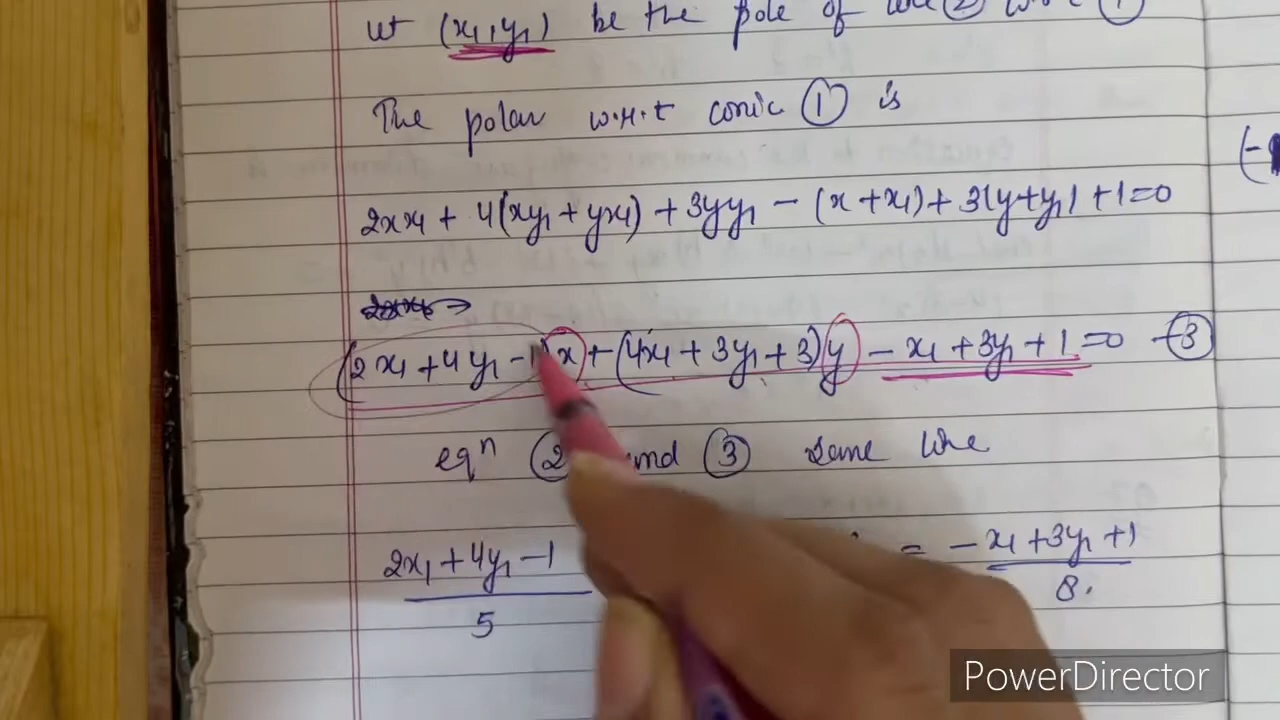 let (x₁, y₁) be the pole of line ② w.r.t ①
The polar w.r.t conic ① is
(-
2xx₁ + 4(xy₁ + yx₁) + 3yy₁ - (x + x₁) + 3(y+y₁) + 1 = 0
(2x₁ + 4y₁ - 1)x + (4x₁ + 3y₁ + 3)y - x₁ + 3y₁ + 1 = 0 -③
eqⁿ ② and ③ same line
2x₁ + 4y₁ - 1 = -x₁ + 3y₁ + 1
5 8.
PowerDirector